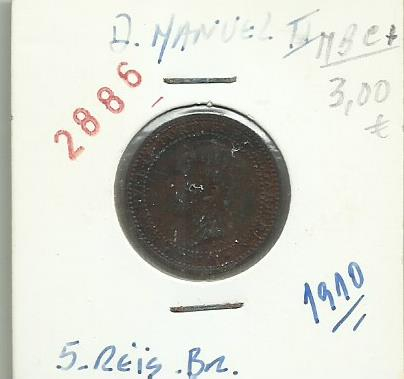 D. MANUEL II MBC+
3,00
€
2886
1910
5-REIS.BR.